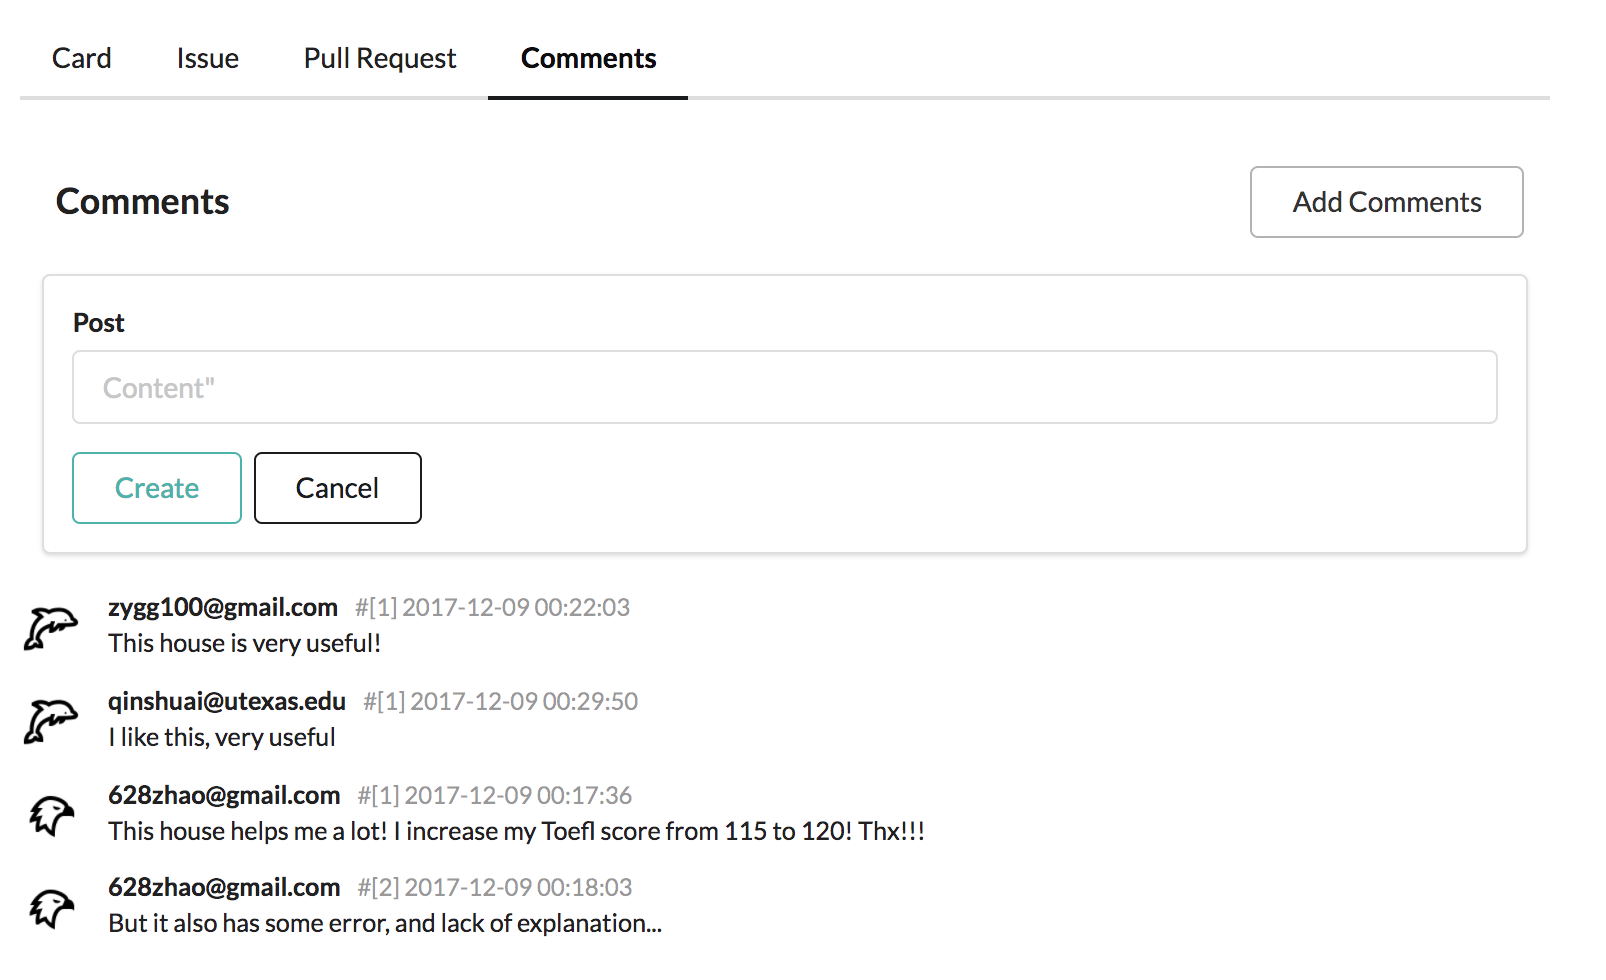 Card Issue Pull Request Comments
Comments Add Comments
Post
Content"
Create Cancel
zygg100@gmail.com #[1] 2017-12-09 00:22:03
This house is very useful!
qinshuai@utexas.edu #[1] 2017-12-09 00:29:50
I like this, very useful
628zhao@gmail.com #[1] 2017-12-09 00:17:36
This house helps me a lot! I increase my Toefl score from 115 to 120! Thx!!!
628zhao@gmail.com #[2] 2017-12-09 00:18:03
But it also has some error, and lack of explanation...